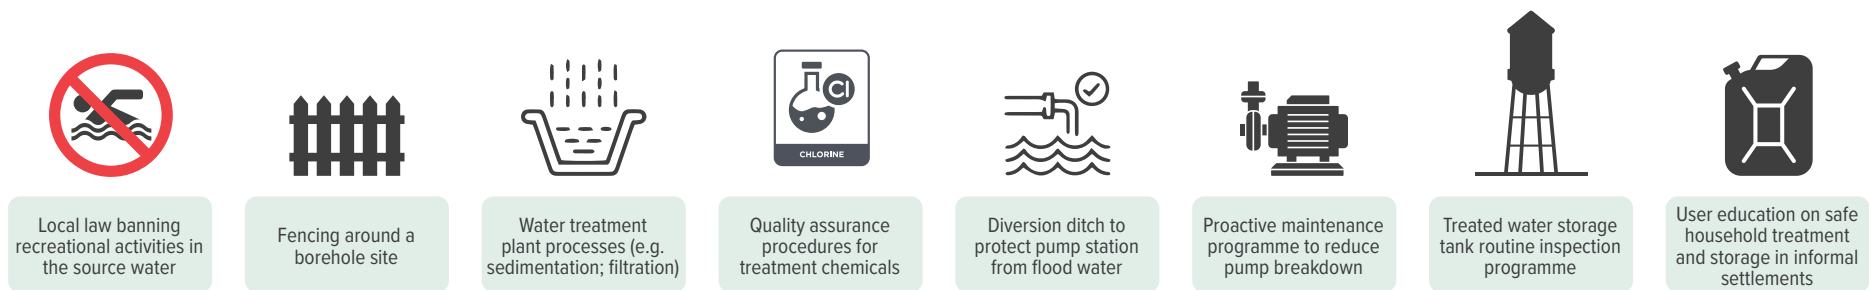 Cl
CHLORINE
Local law banning
recreational activities in
the source water
Fencing around a
borehole site
Water treatment
plant processes (e.g.
sedimentation; filtration)
Quality assurance
procedures for
treatment chemicals
Diversion ditch to
protect pump station
from flood water
Proactive maintenance
programme to reduce
pump breakdown
Treated water storage
tank routine inspection
programme
User education on safe
household treatment
and storage in informal
settlements